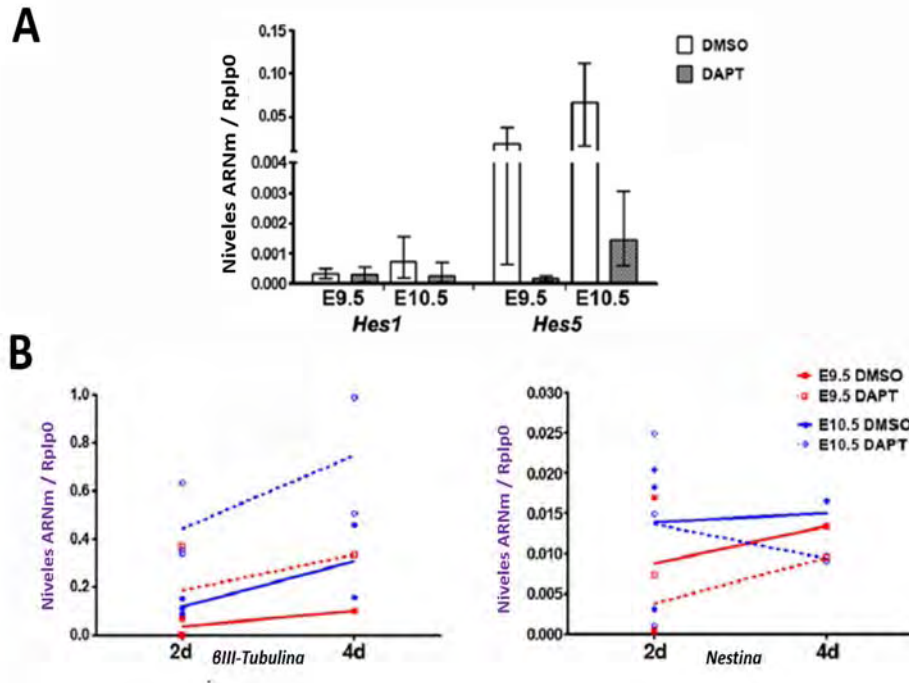 A
Niveles ARNm / Rplp0
0.15
0.10
0.05
0.004
0.003
0.002
0.001
0.000
DMSO
DAPT
E9.5 E10.5 E9.5 E10.5
Hes1 Hes5
B
Niveles ARNm / Rplp0
1.0
0.8
0.6
0.4
0.2
0.0
2d 4d
βIII-Tubulina
Niveles ARNm / Rplp0
0.030
0.025
0.020
0.015
0.010
0.005
0.000
2d 4d
Nestina
E9.5 DMSO
E9.5 DAPT
E10.5 DMSO
E10.5 DAPT